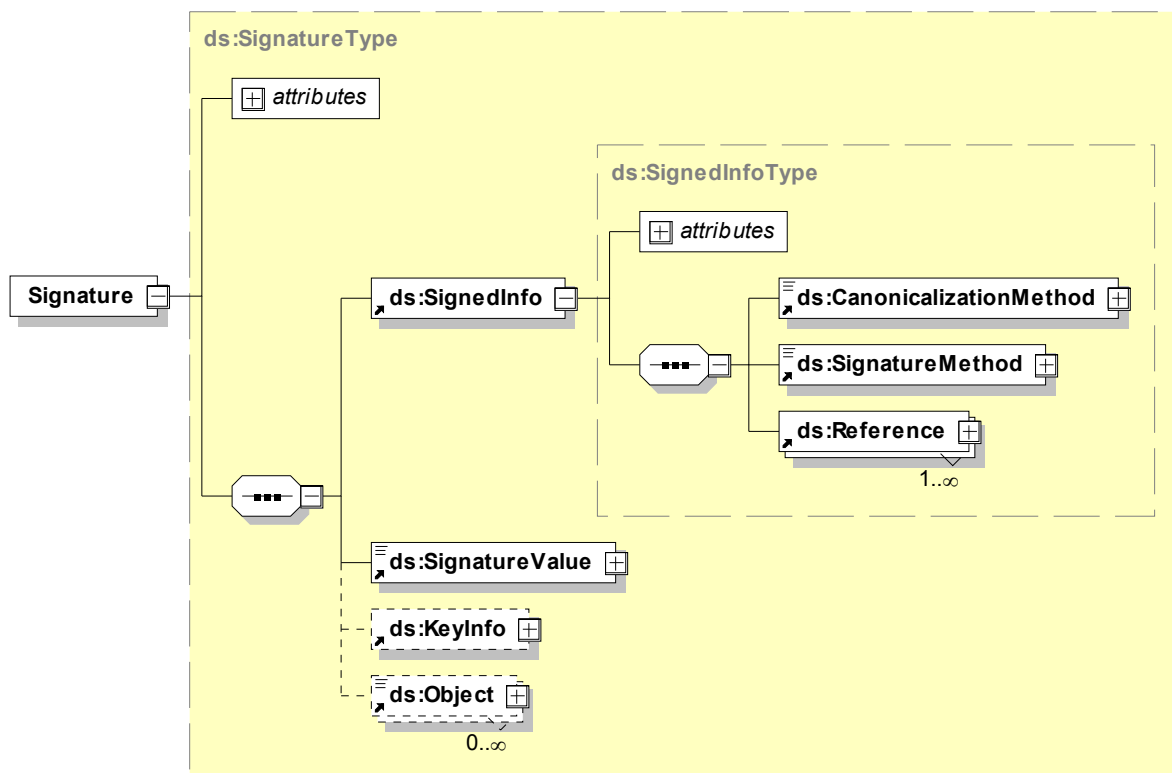 ds:SignatureType
attributes
ds:SignedInfoType
attributes
Signature
ds:SignedInfo
ds:CanonicalizationMethod
ds:SignatureMethod
ds:Reference
1..∞
ds:SignatureValue
ds:KeyInfo
ds:Object
0..∞